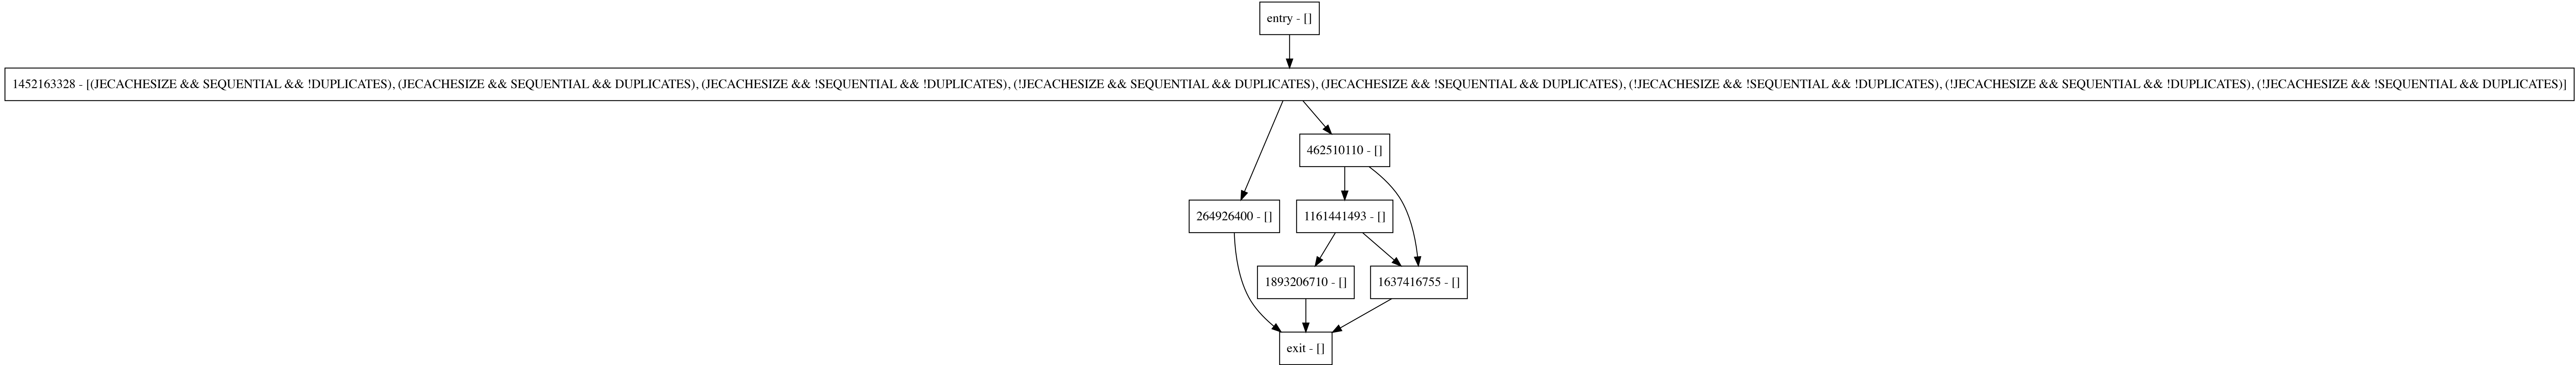 entry - []
1452163328 - [(JECACHESIZE && SEQUENTIAL && !DUPLICATES), (JECACHESIZE && SEQUENTIAL && DUPLICATES), (JECACHESIZE && !SEQUENTIAL && !DUPLICATES), (!JECACHESIZE && SEQUENTIAL && DUPLICATES), (JECACHESIZE && !SEQUENTIAL && DUPLICATES), (!JECACHESIZE && !SEQUENTIAL && !DUPLICATES), (!JECACHESIZE && SEQUENTIAL && !DUPLICATES), (!JECACHESIZE && !SEQUENTIAL && DUPLICATES)]
462510110 - []
264926400 - []
1161441493 - []
1893206710 - []
1637416755 - []
exit - []